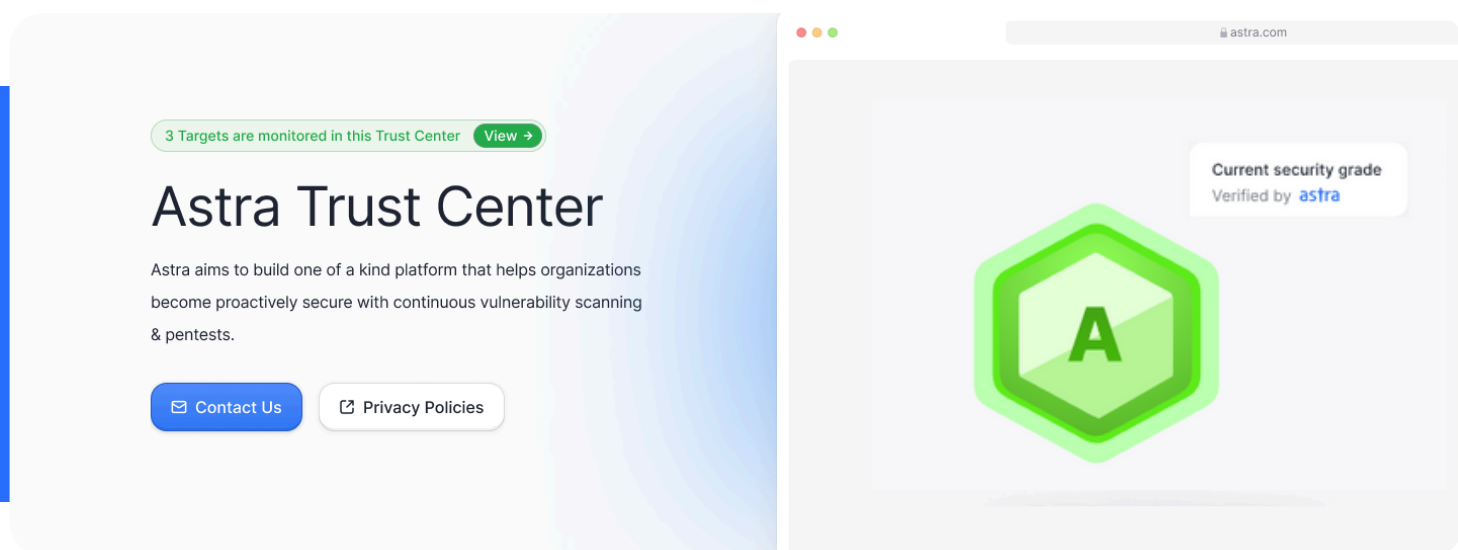 3 Targets are monitored in this Trust Center View →
Astra Trust Center
Astra aims to build one of a kind platform that helps organizations
become proactively secure with continuous vulnerability scanning
& pentests.
Contact Us
Privacy Policies
astra.com
Current security grade
Verified by astra
A